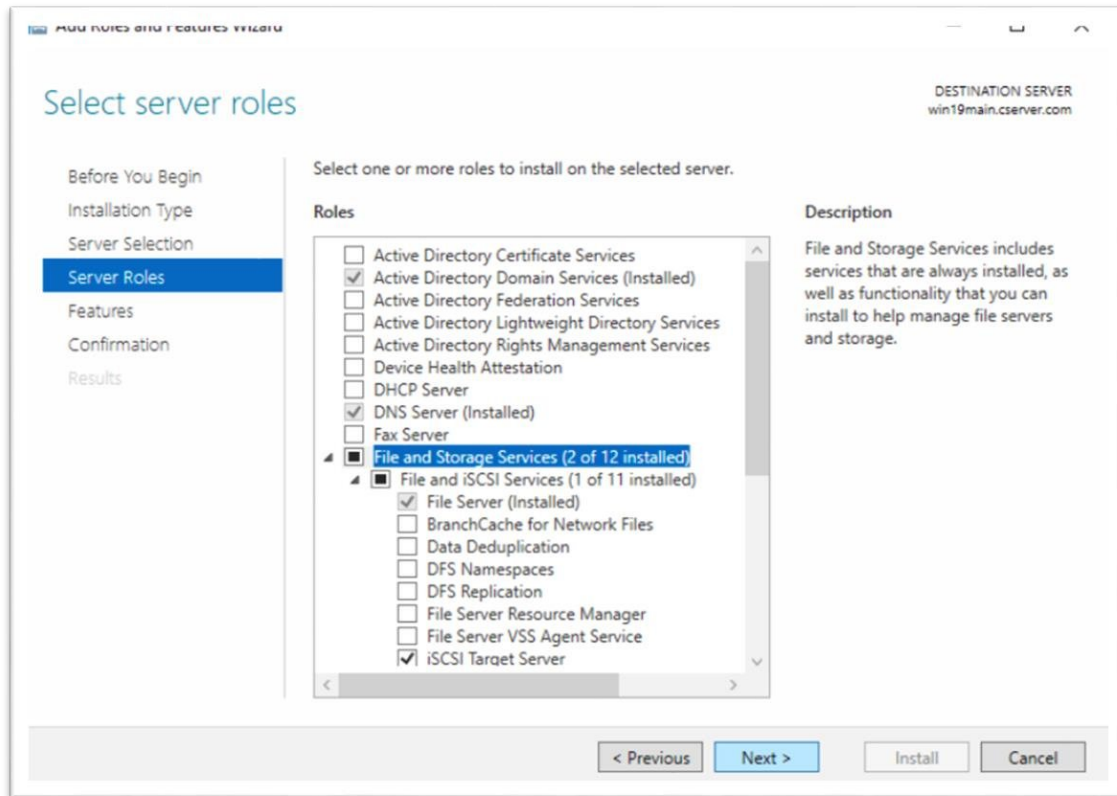 Add Roles and Features Wizard
Select server roles
DESTINATION SERVER
win19main.cserver.com
Before You Begin
Installation Type
Server Selection
Server Roles
Features
Confirmation
Results
Select one or more roles to install on the selected server.
Roles
Active Directory Certificate Services
Active Directory Domain Services (Installed)
Active Directory Federation Services
Active Directory Lightweight Directory Services
Active Directory Rights Management Services
Device Health Attestation
DHCP Server
DNS Server (Installed)
Fax Server
File and Storage Services (2 of 12 installed)
File and iSCSI Services (1 of 11 installed)
File Server (Installed)
BranchCache for Network Files
Data Deduplication
DFS Namespaces
DFS Replication
File Server Resource Manager
File Server VSS Agent Service
iSCSI Target Server
Description
File and Storage Services includes
services that are always installed, as
well as functionality that you can
install to help manage file servers
and storage.
< Previous
Next >
Install
Cancel